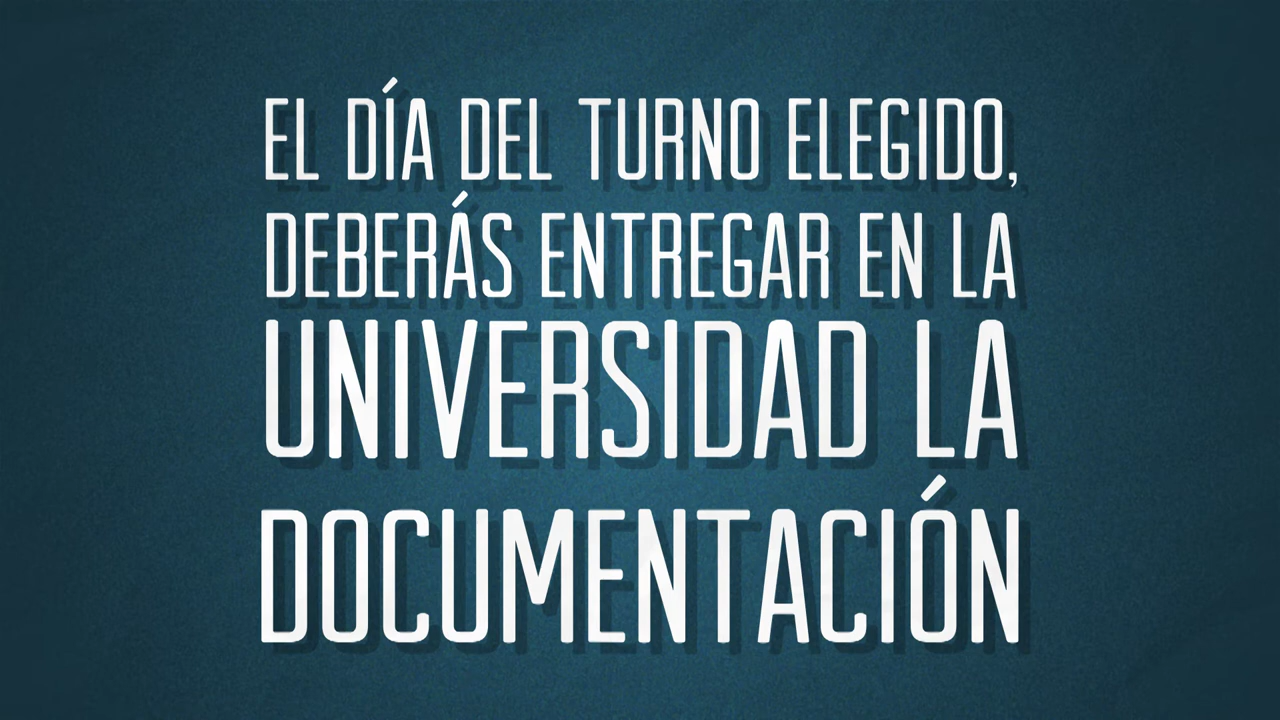 EL DÍA DEL TURNO ELEGIDO,
DEBERÁS ENTREGAR EN LA
UNIVERSIDAD LA
DOCUMENTACIÓN